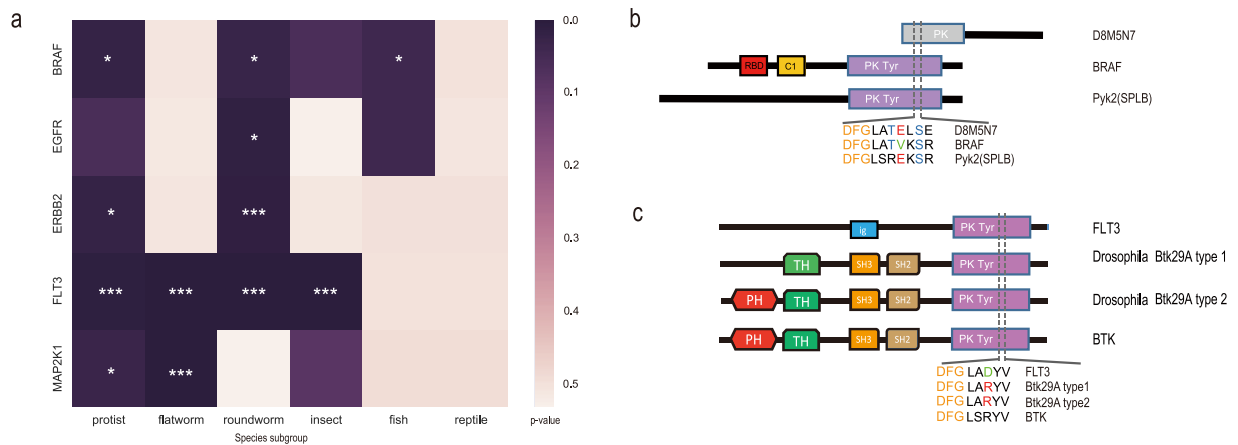 a
BRAF
EGFR
ERBB2
FLT3
MAP2K1
* * *
*
* ***
*** *** *** ***
* ***
protist flatworm roundworm insect fish reptile
Species subgroup
0.0
0.1
0.2
0.3
0.4
0.5
p-value
b
PK D8M5N7
RBD C1 PK Tyr BRAF
PK Tyr Pyk2(SPLB)
DFGLATELSE D8M5N7
DFGLATVKSR BRAF
DFGLSREKSR Pyk2(SPLB)
c
ig PK Tyr FLT3
TH SH3 SH2 PK Tyr Drosophila Btk29A type 1
PH TH SH3 SH2 PK Tyr Drosophila Btk29A type 2
PH TH SH3 SH2 PK Tyr BTK
DFG LADYV FLT3
DFG LARYV Btk29A type1
DFG LARYV Btk29A type2
DFG LSRYV BTK